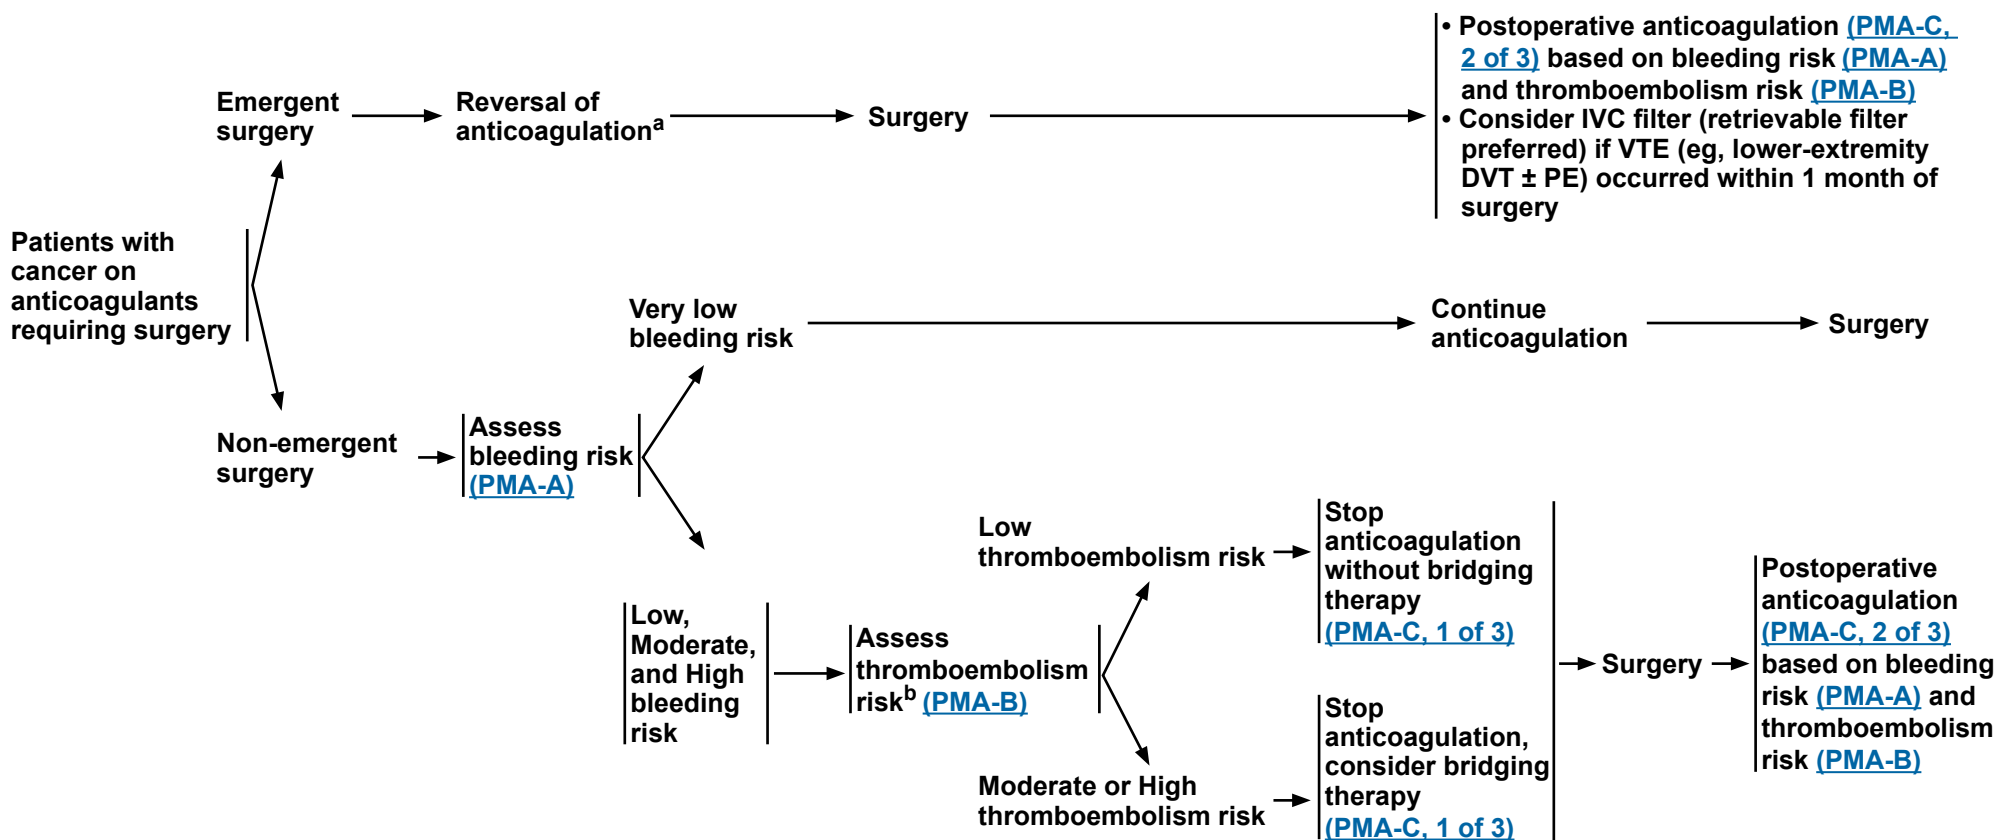 Patients with
cancer on
anticoagulants
requiring surgery
Emergent
surgery
Reversal of
anticoagulationᵃ
Surgery
• Postoperative anticoagulation (PMA-C,
2 of 3) based on bleeding risk (PMA-A)
and thromboembolism risk (PMA-B)
• Consider IVC filter (retrievable filter
preferred) if VTE (eg, lower-extremity
DVT ± PE) occurred within 1 month of
surgery
Non-emergent
surgery
Assess
bleeding risk
(PMA-A)
Very low
bleeding risk
Continue
anticoagulation
Surgery
Low,
Moderate,
and High
bleeding
risk
Assess
thromboembolism
riskᵇ (PMA-B)
Low
thromboembolism risk
Stop
anticoagulation
without bridging
therapy
(PMA-C, 1 of 3)
Moderate or High
thromboembolism risk
Stop
anticoagulation,
consider bridging
therapy
(PMA-C, 1 of 3)
Surgery
Postoperative
anticoagulation
(PMA-C, 2 of 3)
based on bleeding
risk (PMA-A) and
thromboembolism
risk (PMA-B)